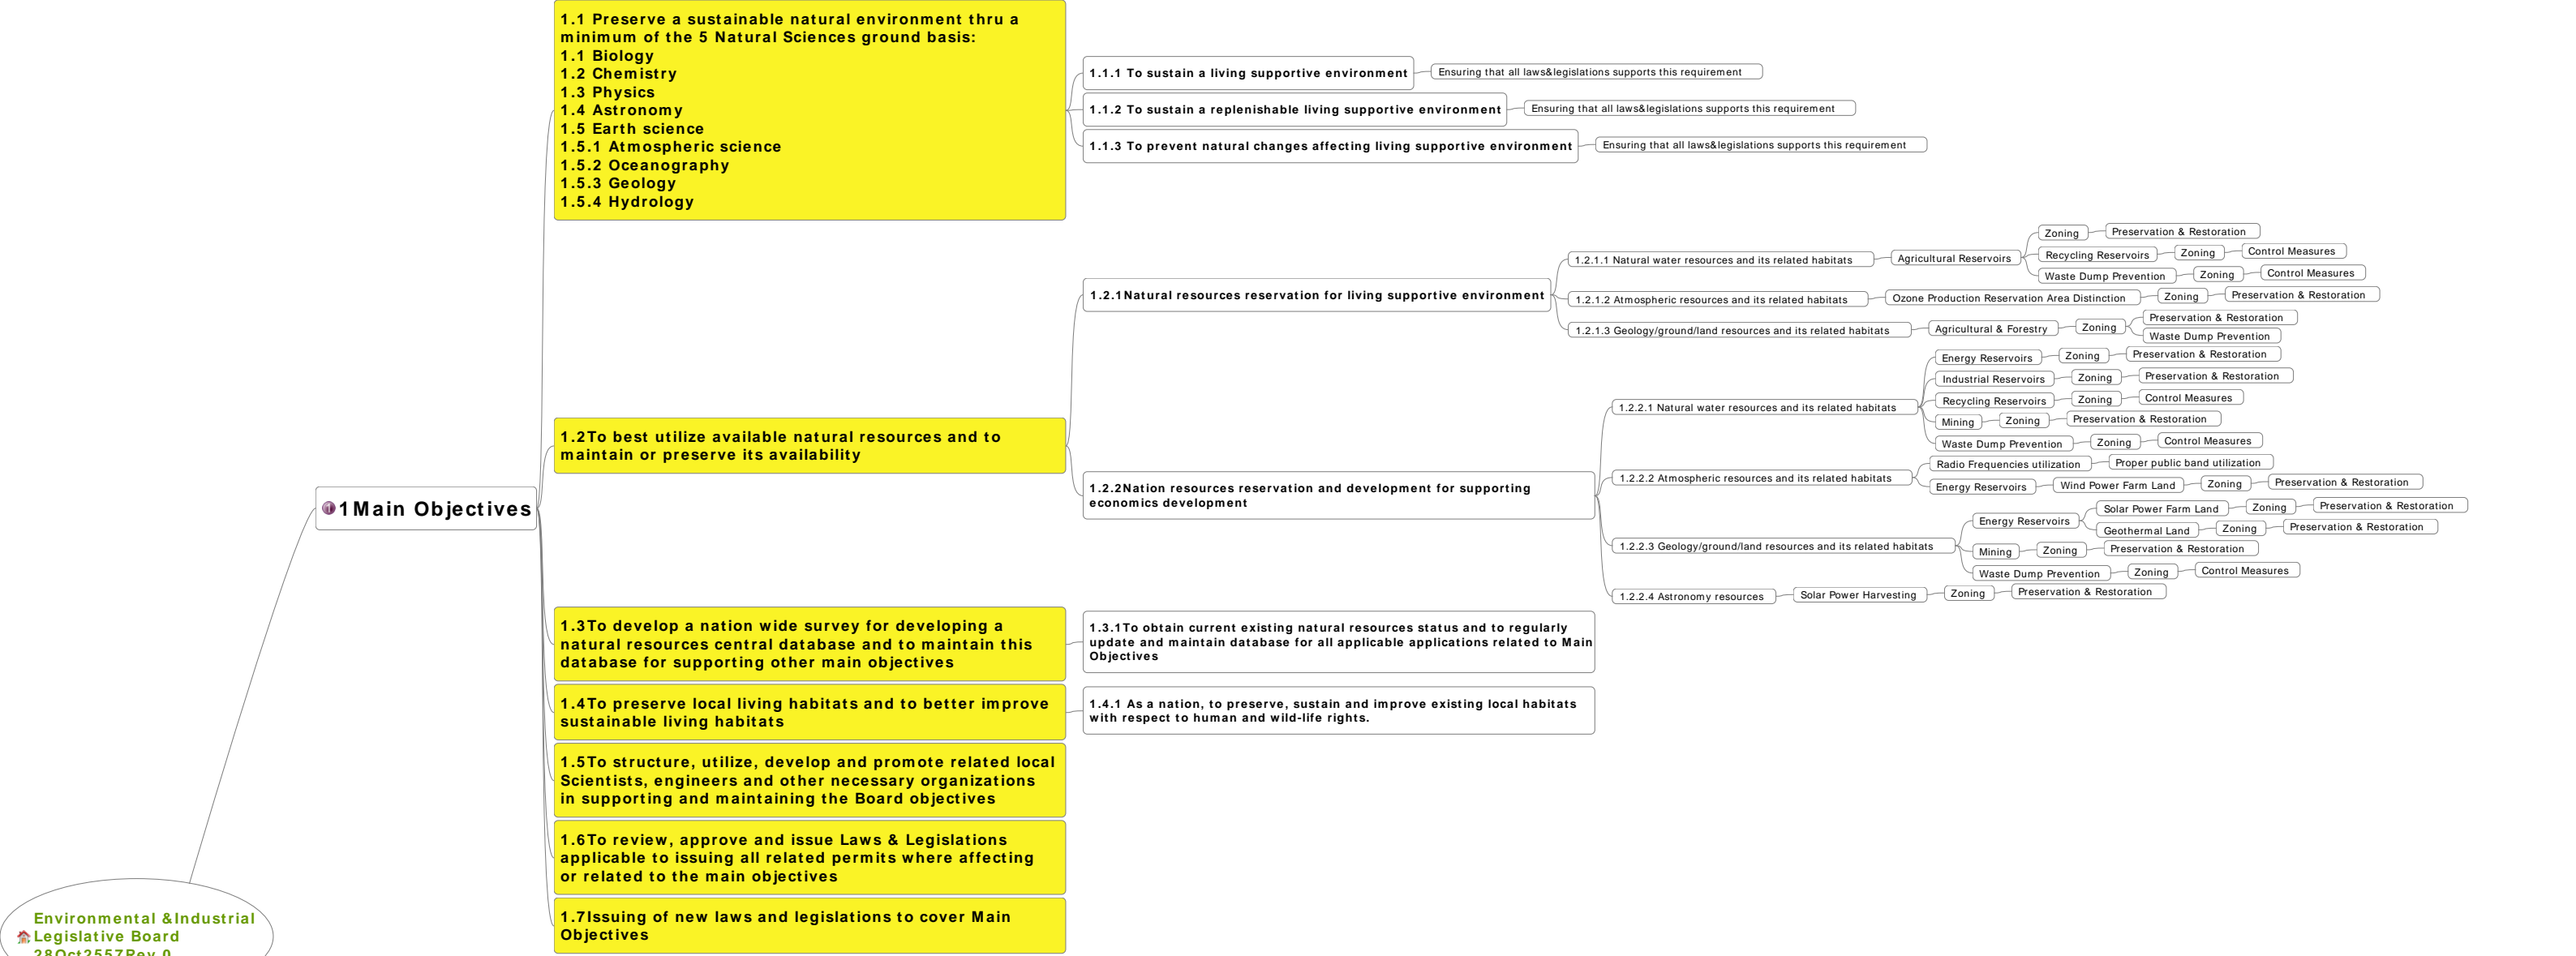 1.1 Preserve a sustainable natural environment thru a
minimum of the 5 Natural Sciences ground basis:
1.1 Biology
1.2 Chemistry
1.3 Physics
1.4 Astronomy
1.5 Earth science
1.5.1 Atmospheric science
1.5.2 Oceanography
1.5.3 Geology
1.5.4 Hydrology
1.1.1 To sustain a living supportive environment
Ensuring that all laws&legislations supports this requirement
1.1.2 To sustain a replenishable living supportive environment
Ensuring that all laws&legislations supports this requirement
1.1.3 To prevent natural changes affecting living supportive environment
Ensuring that all laws&legislations supports this requirement
1.2To best utilize available natural resources and to
maintain or preserve its availability
1.2.1Natural resources reservation for living supportive environment
1.2.1.1 Natural water resources and its related habitats
Agricultural Reservoirs
Zoning
Preservation & Restoration
Recycling Reservoirs
Zoning
Control Measures
Waste Dump Prevention
Zoning
Control Measures
1.2.1.2 Atmospheric resources and its related habitats
Ozone Production Reservation Area Distinction
Zoning
Preservation & Restoration
1.2.1.3 Geology/ground/land resources and its related habitats
Agricultural & Forestry
Zoning
Preservation & Restoration
Waste Dump Prevention
1.2.2Nation resources reservation and development for supporting
economics development
1.2.2.1 Natural water resources and its related habitats
Energy Reservoirs
Zoning
Preservation & Restoration
Industrial Reservoirs
Zoning
Preservation & Restoration
Recycling Reservoirs
Zoning
Control Measures
Mining
Zoning
Preservation & Restoration
Waste Dump Prevention
Zoning
Control Measures
1.2.2.2 Atmospheric resources and its related habitats
Radio Frequencies utilization
Proper public band utilization
Energy Reservoirs
Wind Power Farm Land
Zoning
Preservation & Restoration
1.2.2.3 Geology/ground/land resources and its related habitats
Energy Reservoirs
Solar Power Farm Land
Zoning
Preservation & Restoration
Geothermal Land
Zoning
Preservation & Restoration
Mining
Zoning
Preservation & Restoration
Waste Dump Prevention
Zoning
Control Measures
1.2.2.4 Astronomy resources
Solar Power Harvesting
Zoning
Preservation & Restoration
1Main Objectives
1.3To develop a nation wide survey for developing a
natural resources central database and to maintain this
database for supporting other main objectives
1.3.1To obtain current existing natural resources status and to regularly
update and maintain database for all applicable applications related to Main
Objectives
1.4To preserve local living habitats and to better improve
sustainable living habitats
1.4.1 As a nation, to preserve, sustain and improve existing local habitats
with respect to human and wild-life rights.
1.5To structure, utilize, develop and promote related local
Scientists, engineers and other necessary organizations
in supporting and maintaining the Board objectives
1.6To review, approve and issue Laws & Legislations
applicable to issuing all related permits where affecting
or related to the main objectives
1.7Issuing of new laws and legislations to cover Main
Objectives
Environmental &Industrial
Legislative Board
28Oct2557Rev.0